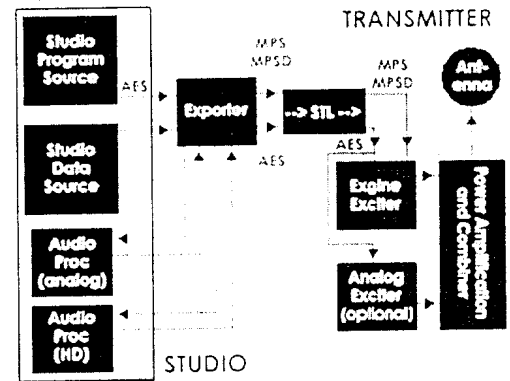 TRANSMITTER
Studio
Program
Source
AES
MPS
MPSD
MPS
MPSD
Ant-
enna
Exporter
--> STL -->
Studio
Data
Source
AES
AES
Exgine
Exciter
Power Amplification
and Combiner
Audio
Proc
(analog)
Analog
Exciter
(optional)
Audio
Proc
(HD)
STUDIO